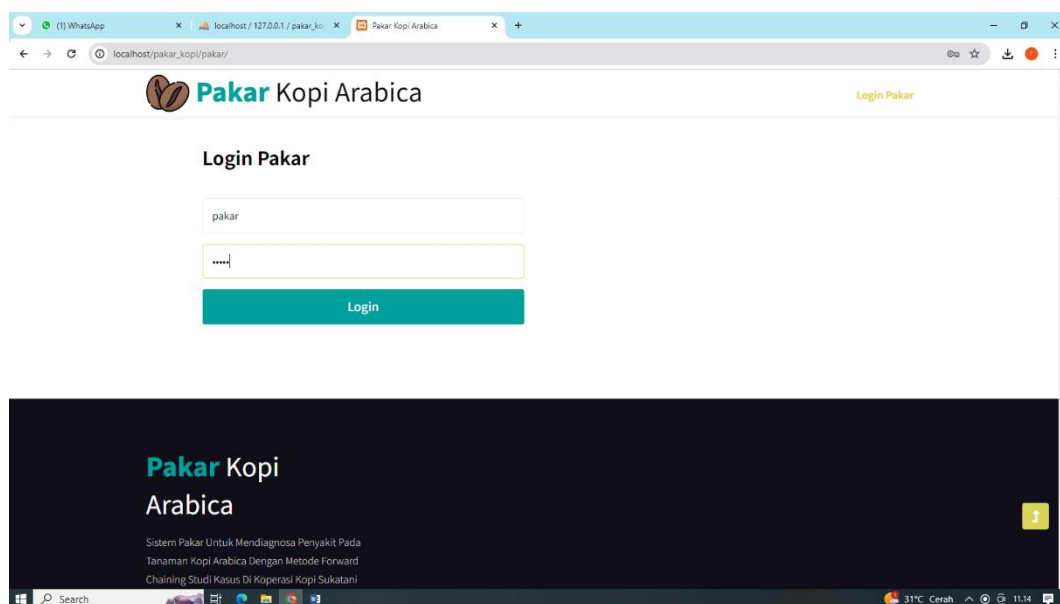 (1) WhatsApp
localhost / 127.0.0.1 / pakar_ko
Pakar Kopi Arabica
localhost/pakar_kopi/pakar/
Pakar Kopi Arabica
Login Pakar
Login Pakar
pakar
•••••
Login
Pakar Kopi
Arabica
Sistem Pakar Untuk Mendiagnosa Penyakit Pada
Tanaman Kopi Arabica Dengan Metode Forward
Chaining Studi Kasus Di Koperasi Kopi Sukatani
Search
31°C Cerah
11.14